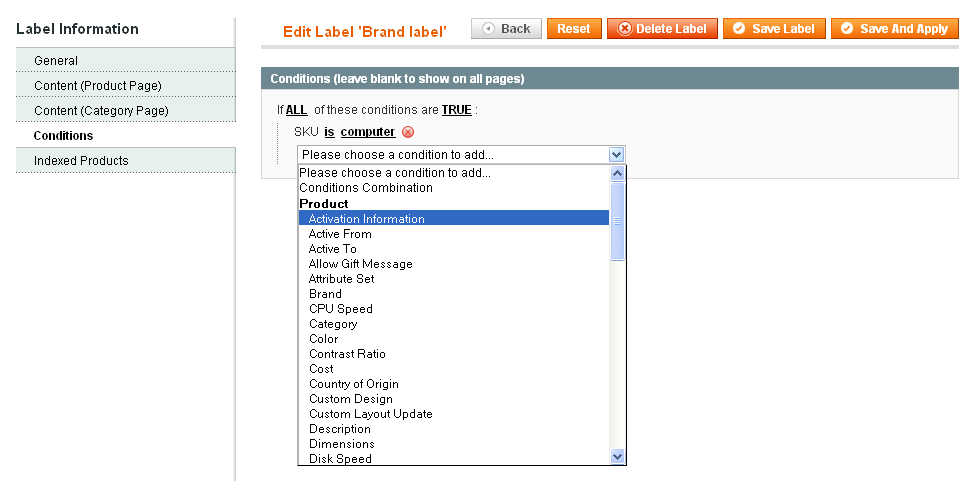 Label Information
General
Content (Product Page)
Content (Category Page)
Conditions
Indexed Products
Edit Label 'Brand label'
Back
Reset
Delete Label
Save Label
Save And Apply
Conditions (leave blank to show on all pages)
If ALL of these conditions are TRUE :
SKU is computer
Please choose a condition to add...
Please choose a condition to add...
Conditions Combination
Product
Activation Information
Active From
Active To
Allow Gift Message
Attribute Set
Brand
CPU Speed
Category
Color
Contrast Ratio
Cost
Country of Origin
Custom Design
Custom Layout Update
Description
Dimensions
Disk Speed